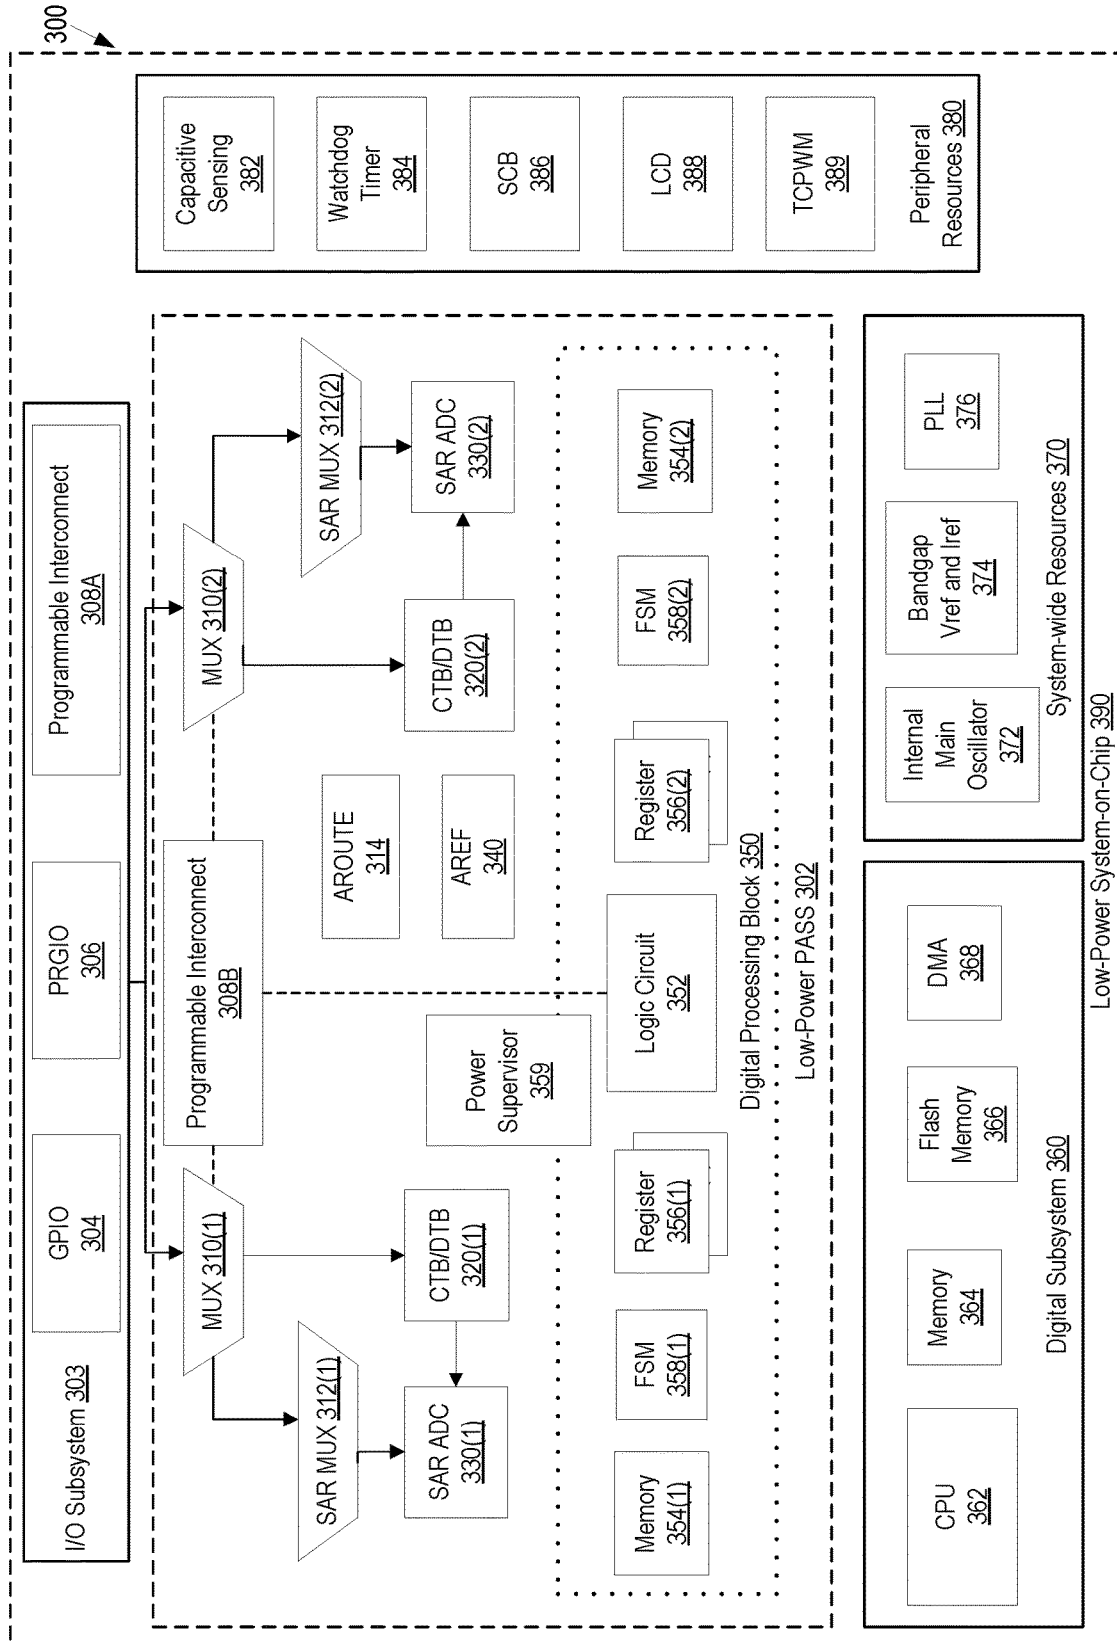 300
I/O Subsystem 303
GPIO
304
PRGIO
306
Programmable Interconnect
308A
MUX 310(1)
Programmable Interconnect
308B
MUX 310(2)
SAR MUX 312(1)
SAR MUX 312(2)
AROUTE
314
SAR ADC
330(1)
CTB/DTB
320(1)
Power
Supervisor
359
AREF
340
CTB/DTB
320(2)
SAR ADC
330(2)
Memory
354(1)
FSM
358(1)
Register
356(1)
Logic Circuit
352
Register
356(2)
FSM
358(2)
Memory
354(2)
Digital Processing Block 350
Low-Power PASS 302
Capacitive
Sensing
382
Watchdog
Timer
384
SCB
386
LCD
388
TCPWM
389
Peripheral
Resources 380
CPU
362
Memory
364
Flash
Memory
366
DMA
368
Digital Subsystem 360
Internal
Main
Oscillator
372
Bandgap
Vref and Iref
374
PLL
376
System-wide Resources 370
Low-Power System-on-Chip 390